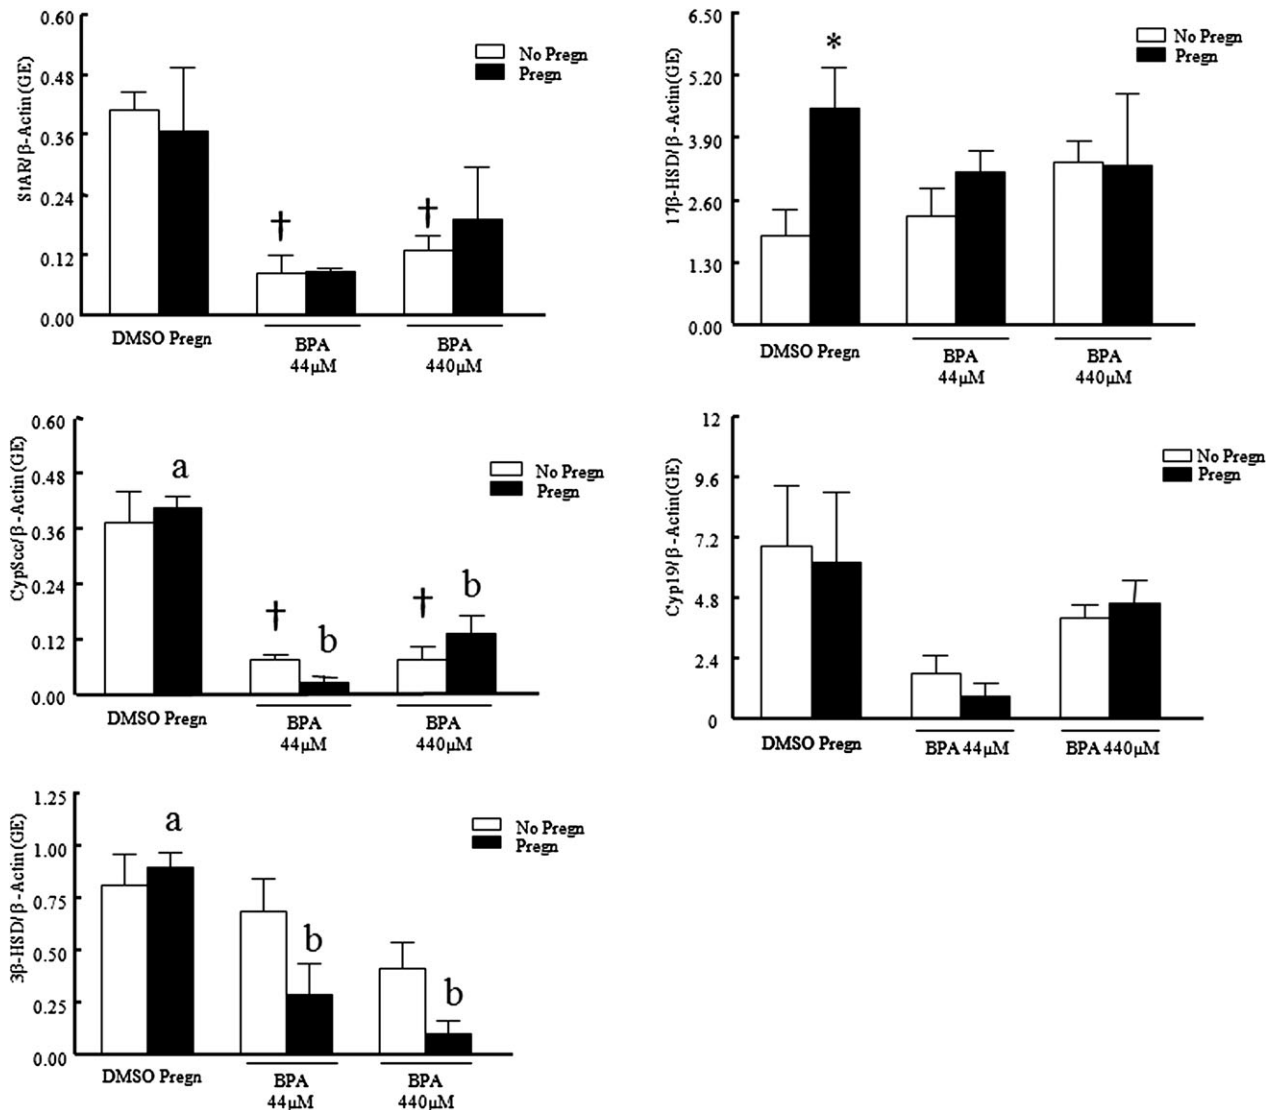 StAR/β-Actin(GE)
0.60
0.48
0.36
0.24
0.12
0.00
No Pregn
Pregn
†
†
DMSO Pregn
BPA
44μM
BPA
440μM
17β-HSD/β-Actin(GE)
6.50
5.20
3.90
2.60
1.30
0.00
*
No Pregn
Pregn
DMSO Pregn
BPA
44μM
BPA
440μM
CypScc/β-Actin(GE)
0.60
0.48
0.36
0.24
0.12
0.00
a
No Pregn
Pregn
†
b
†
b
DMSO Pregn
BPA
44μM
BPA
440μM
Cyp19/β-Actin(GE)
12
9.6
7.2
4.8
2.4
0
No Pregn
Pregn
DMSO Pregn
BPA 44μM
BPA 440μM
3β-HSD/β-Actin(GE)
1.25
1.00
0.75
0.50
0.25
0.00
a
No Pregn
Pregn
b
b
DMSO Pregn
BPA
44μM
BPA
440μM